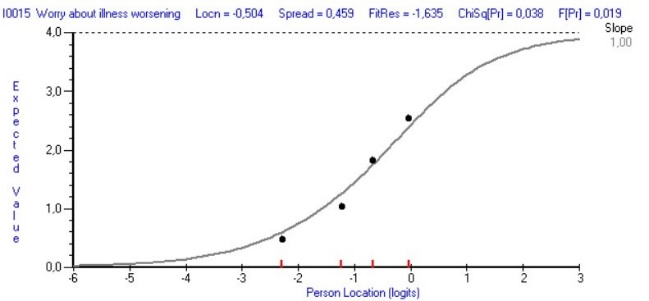 I0015 Worry about illness worsening Locn = -0,504 Spread = 0,459 FitRes = -1,635 ChiSq[Pr] = 0,038 F[Pr] = 0,019
Slope
1,00
Expected Value
4,0
3,0
2,0
1,0
0,0
-6 -5 -4 -3 -2 -1 0 1 2 3
Person Location (logits)